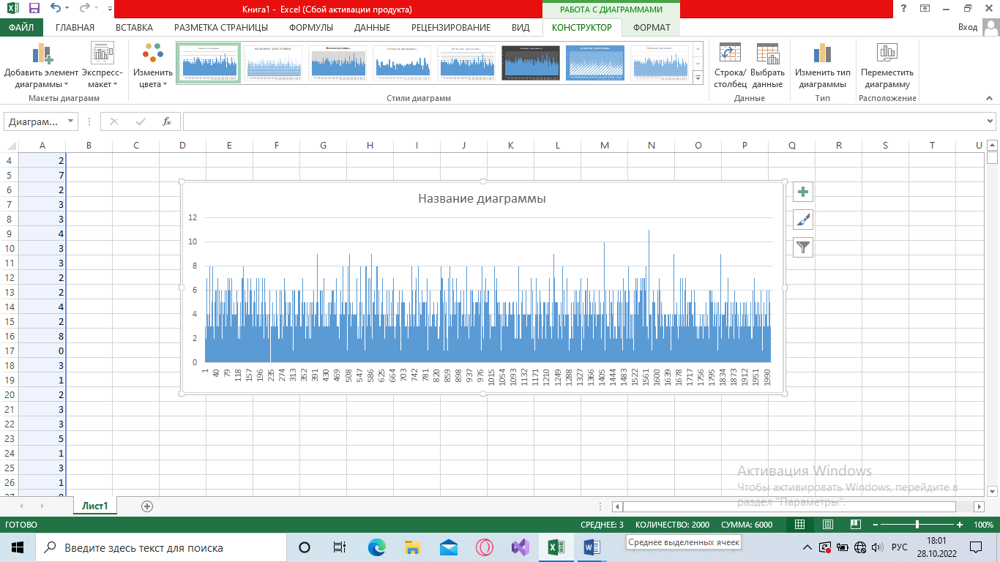 Книга1 - Excel (Сбой активации продукта)
РАБОТА С ДИАГРАММАМИ
ФАЙЛ ГЛАВНАЯ ВСТАВКА РАЗМЕТКА СТРАНИЦЫ ФОРМУЛЫ ДАННЫЕ РЕЦЕНЗИРОВАНИЕ ВИД КОНСТРУКТОР ФОРМАТ Вход
Добавить элемент диаграммы
Экспресс-макет
Изменить цвета
Строка/столбец
Выбрать данные
Изменить тип диаграммы
Переместить диаграмму
Макеты диаграмм Стили диаграмм Данные Тип Расположение
Диаграм... fx
A B C D E F G H I J K L M N O P Q R S T U
4 2
5 7
6 2
7 3
8 3
9 4
10 3
11 3
12 2
13 2
14 4
15 2
16 8
17 0
18 3
19 1
20 2
21 3
22 3
23 5
24 1
25 3
26 1
Название диаграммы
12
10
8
6
4
2
0
1 40 79 118 157 196 235 274 313 352 391 430 469 508 547 586 625 664 703 742 781 820 859 898 937 976 1015 1054 1093 1132 1171 1210 1249 1288 1327 1366 1405 1444 1483 1522 1561 1600 1639 1678 1717 1756 1795 1834 1873 1912 1951 1990
Активация Windows
Чтобы активировать Windows, перейдите в
раздел "Параметры".
Лист1
ГОТОВО СРЕДНЕЕ: 3 КОЛИЧЕСТВО: 2000 СУММА: 6000 100%
Среднее выделенных ячеек
Введите здесь текст для поиска
РУС
18:01
28.10.2022